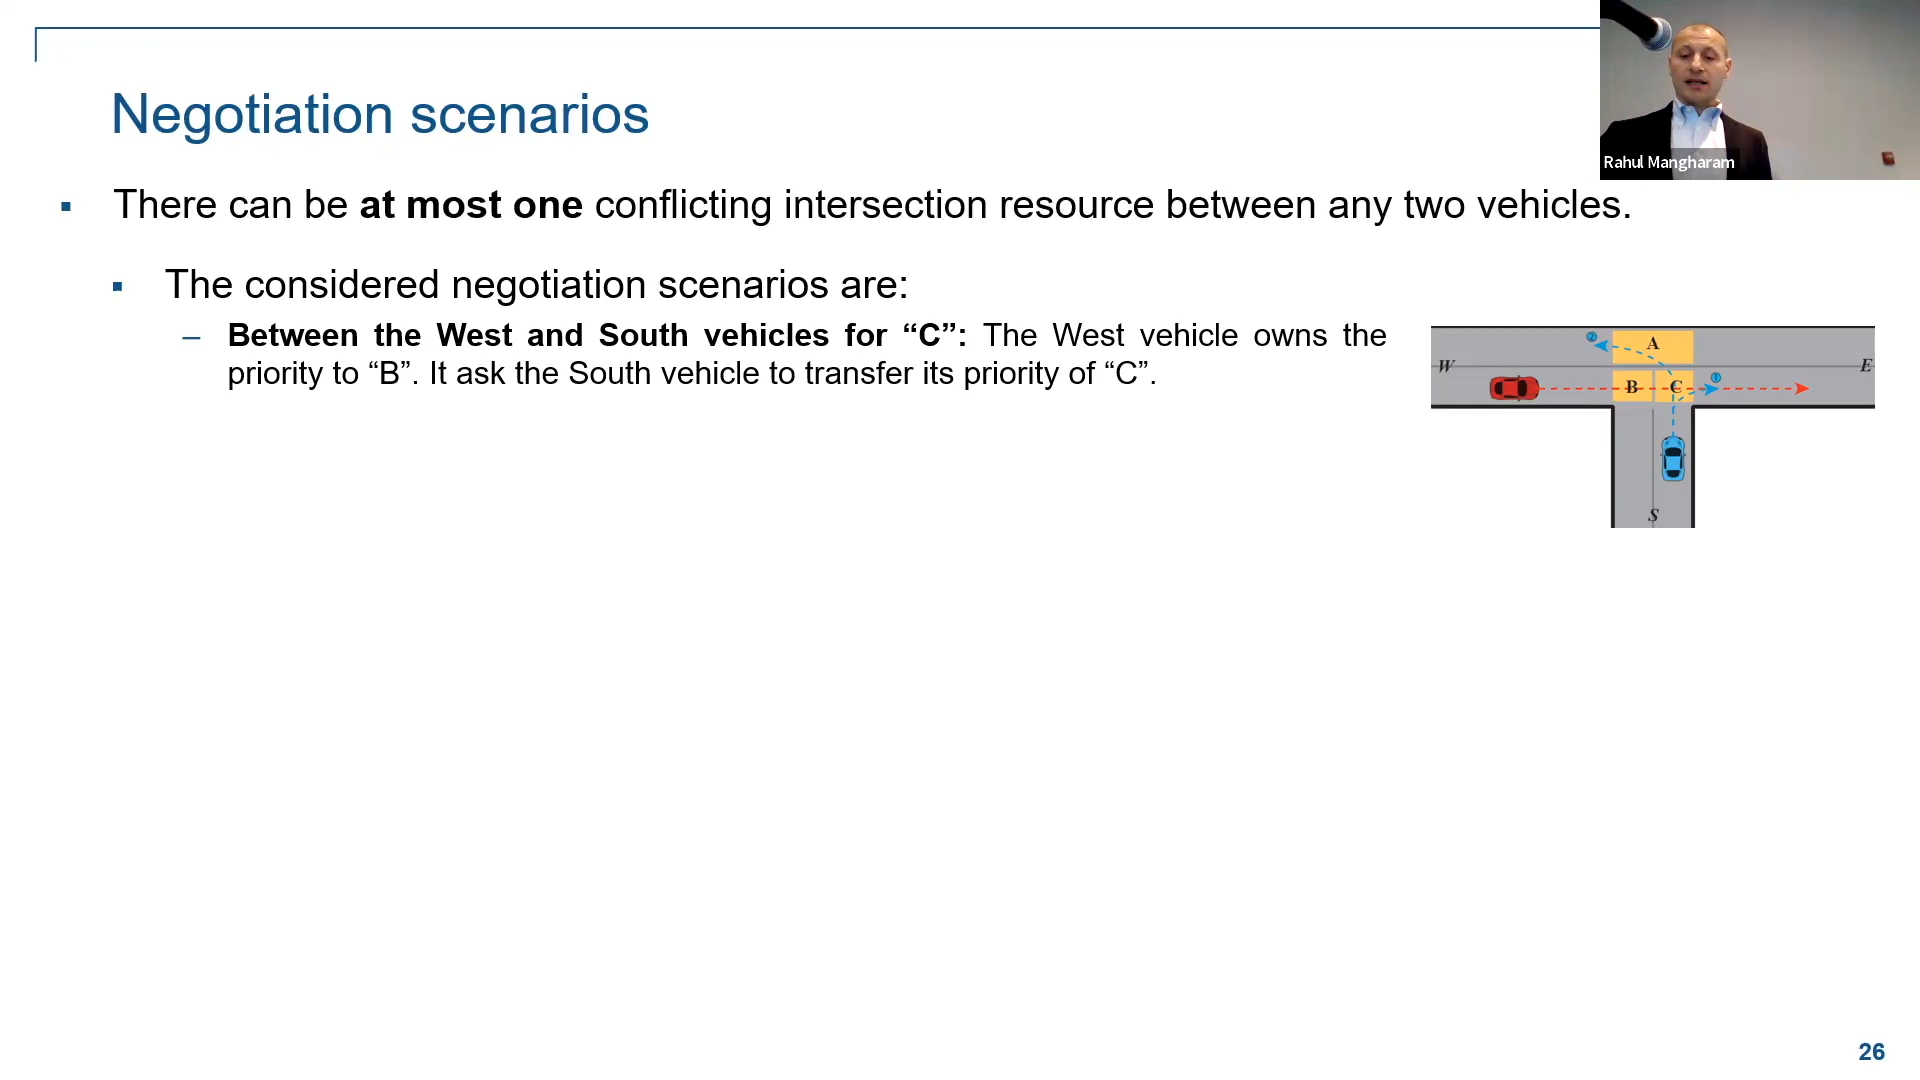 Negotiation scenarios
Rahul Mangharam
There can be at most one conflicting intersection resource between any two vehicles.
The considered negotiation scenarios are:
– Between the West and South vehicles for “C”: The West vehicle owns the
priority to “B”. It ask the South vehicle to transfer its priority of “C”.
2
A
W
E
B
C
1
S
26